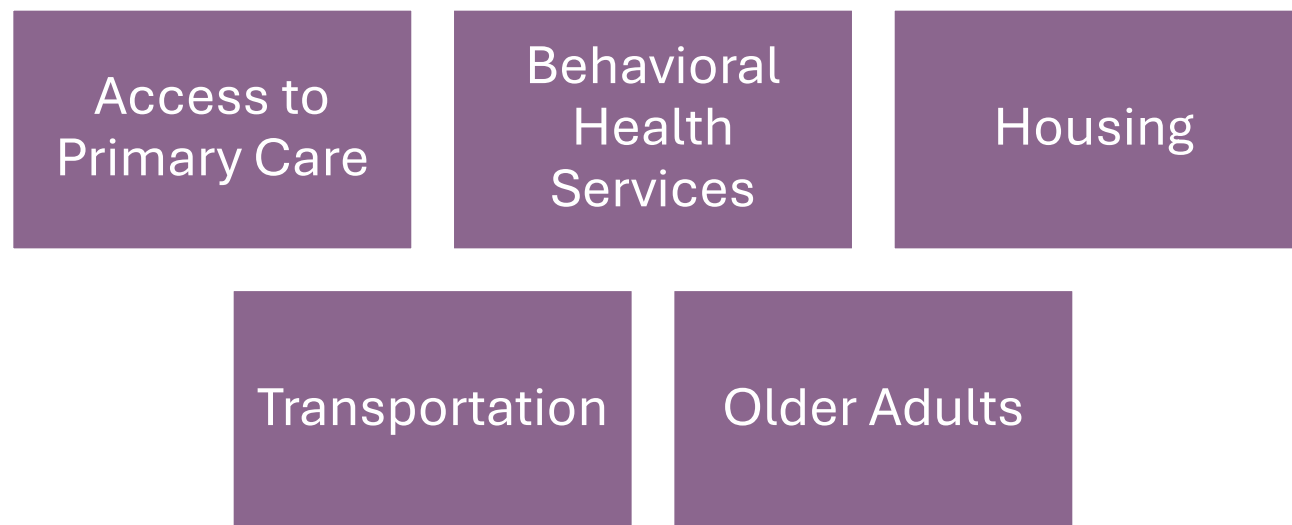 Access to
Primary Care
Behavioral
Health
Services
Housing
Transportation
Older Adults